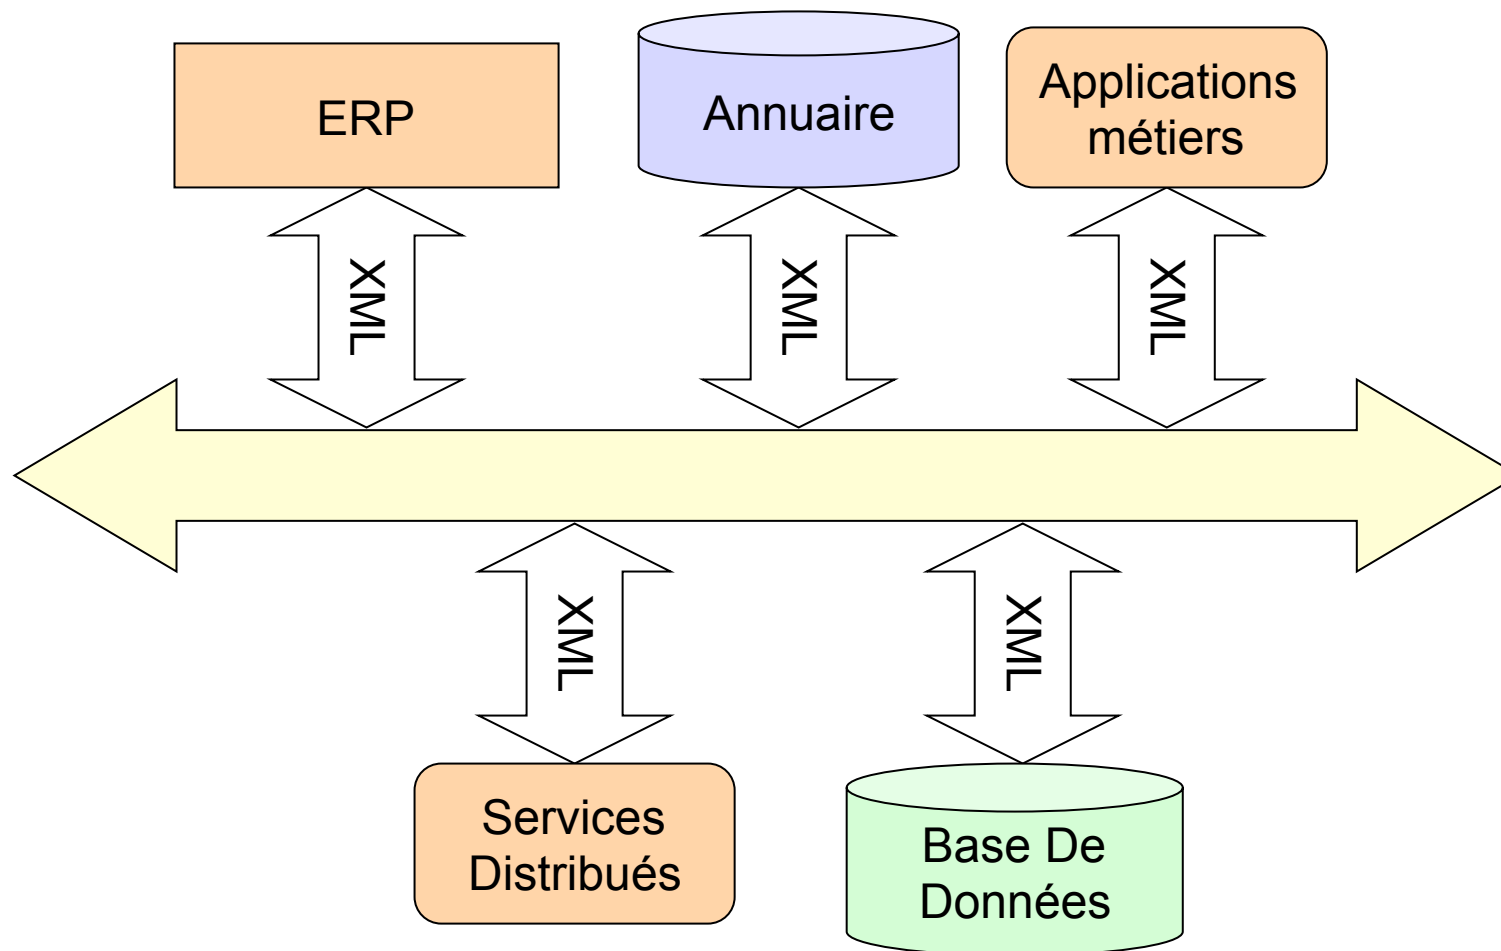 ERP
Annuaire
Applications
métiers
XML
XML
XML
XML
XML
Services
Distribués
Base De
Données